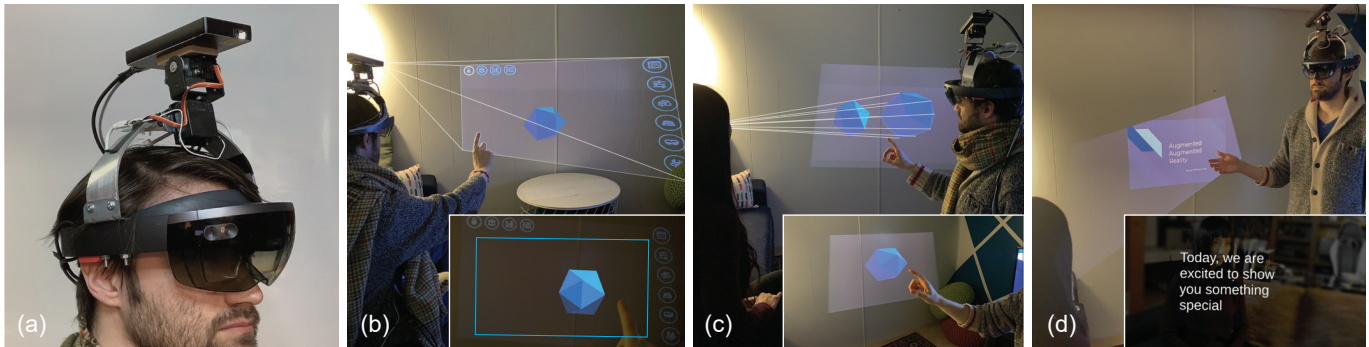 (a)
(b)
(c)
Augmented
Augmented
Reality
(d)
Today, we are
excited to show
you something
special